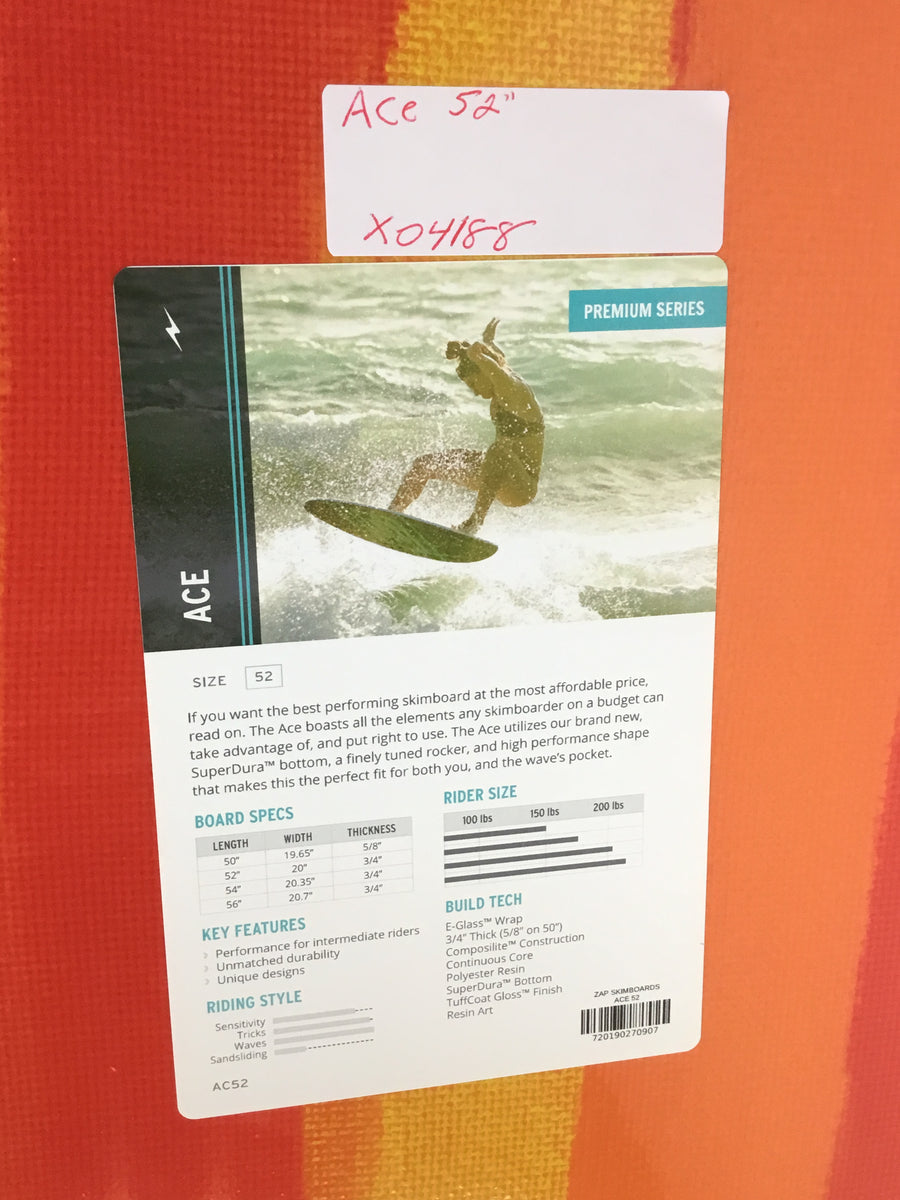 Ace 52"
X04188
PREMIUM SERIES
ACE
SIZE 52
If you want the best performing skimboard at the most affordable price,
read on. The Ace boasts all the elements any skimboarder on a budget can
take advantage of, and put right to use. The Ace utilizes our brand new,
SuperDura™ bottom, a finely tuned rocker, and high performance shape
that makes this the perfect fit for both you, and the wave's pocket.
BOARD SPECS
LENGTH WIDTH THICKNESS
50" 19.65" 5/8"
52" 20" 3/4"
54" 20.35" 3/4"
56" 20.7" 3/4"
RIDER SIZE
100 lbs 150 lbs 200 lbs
KEY FEATURES
› Performance for intermediate riders
› Unmatched durability
› Unique designs
RIDING STYLE
Sensitivity
Tricks
Waves
Sandsliding
AC52
BUILD TECH
E-Glass™ Wrap
3/4" Thick (5/8" on 50")
Composilite™ Construction
Continuous Core
Polyester Resin
SuperDura™ Bottom
TuffCoat Gloss™ Finish
Resin Art
ZAP SKIMBOARDS
ACE 52
720190270907